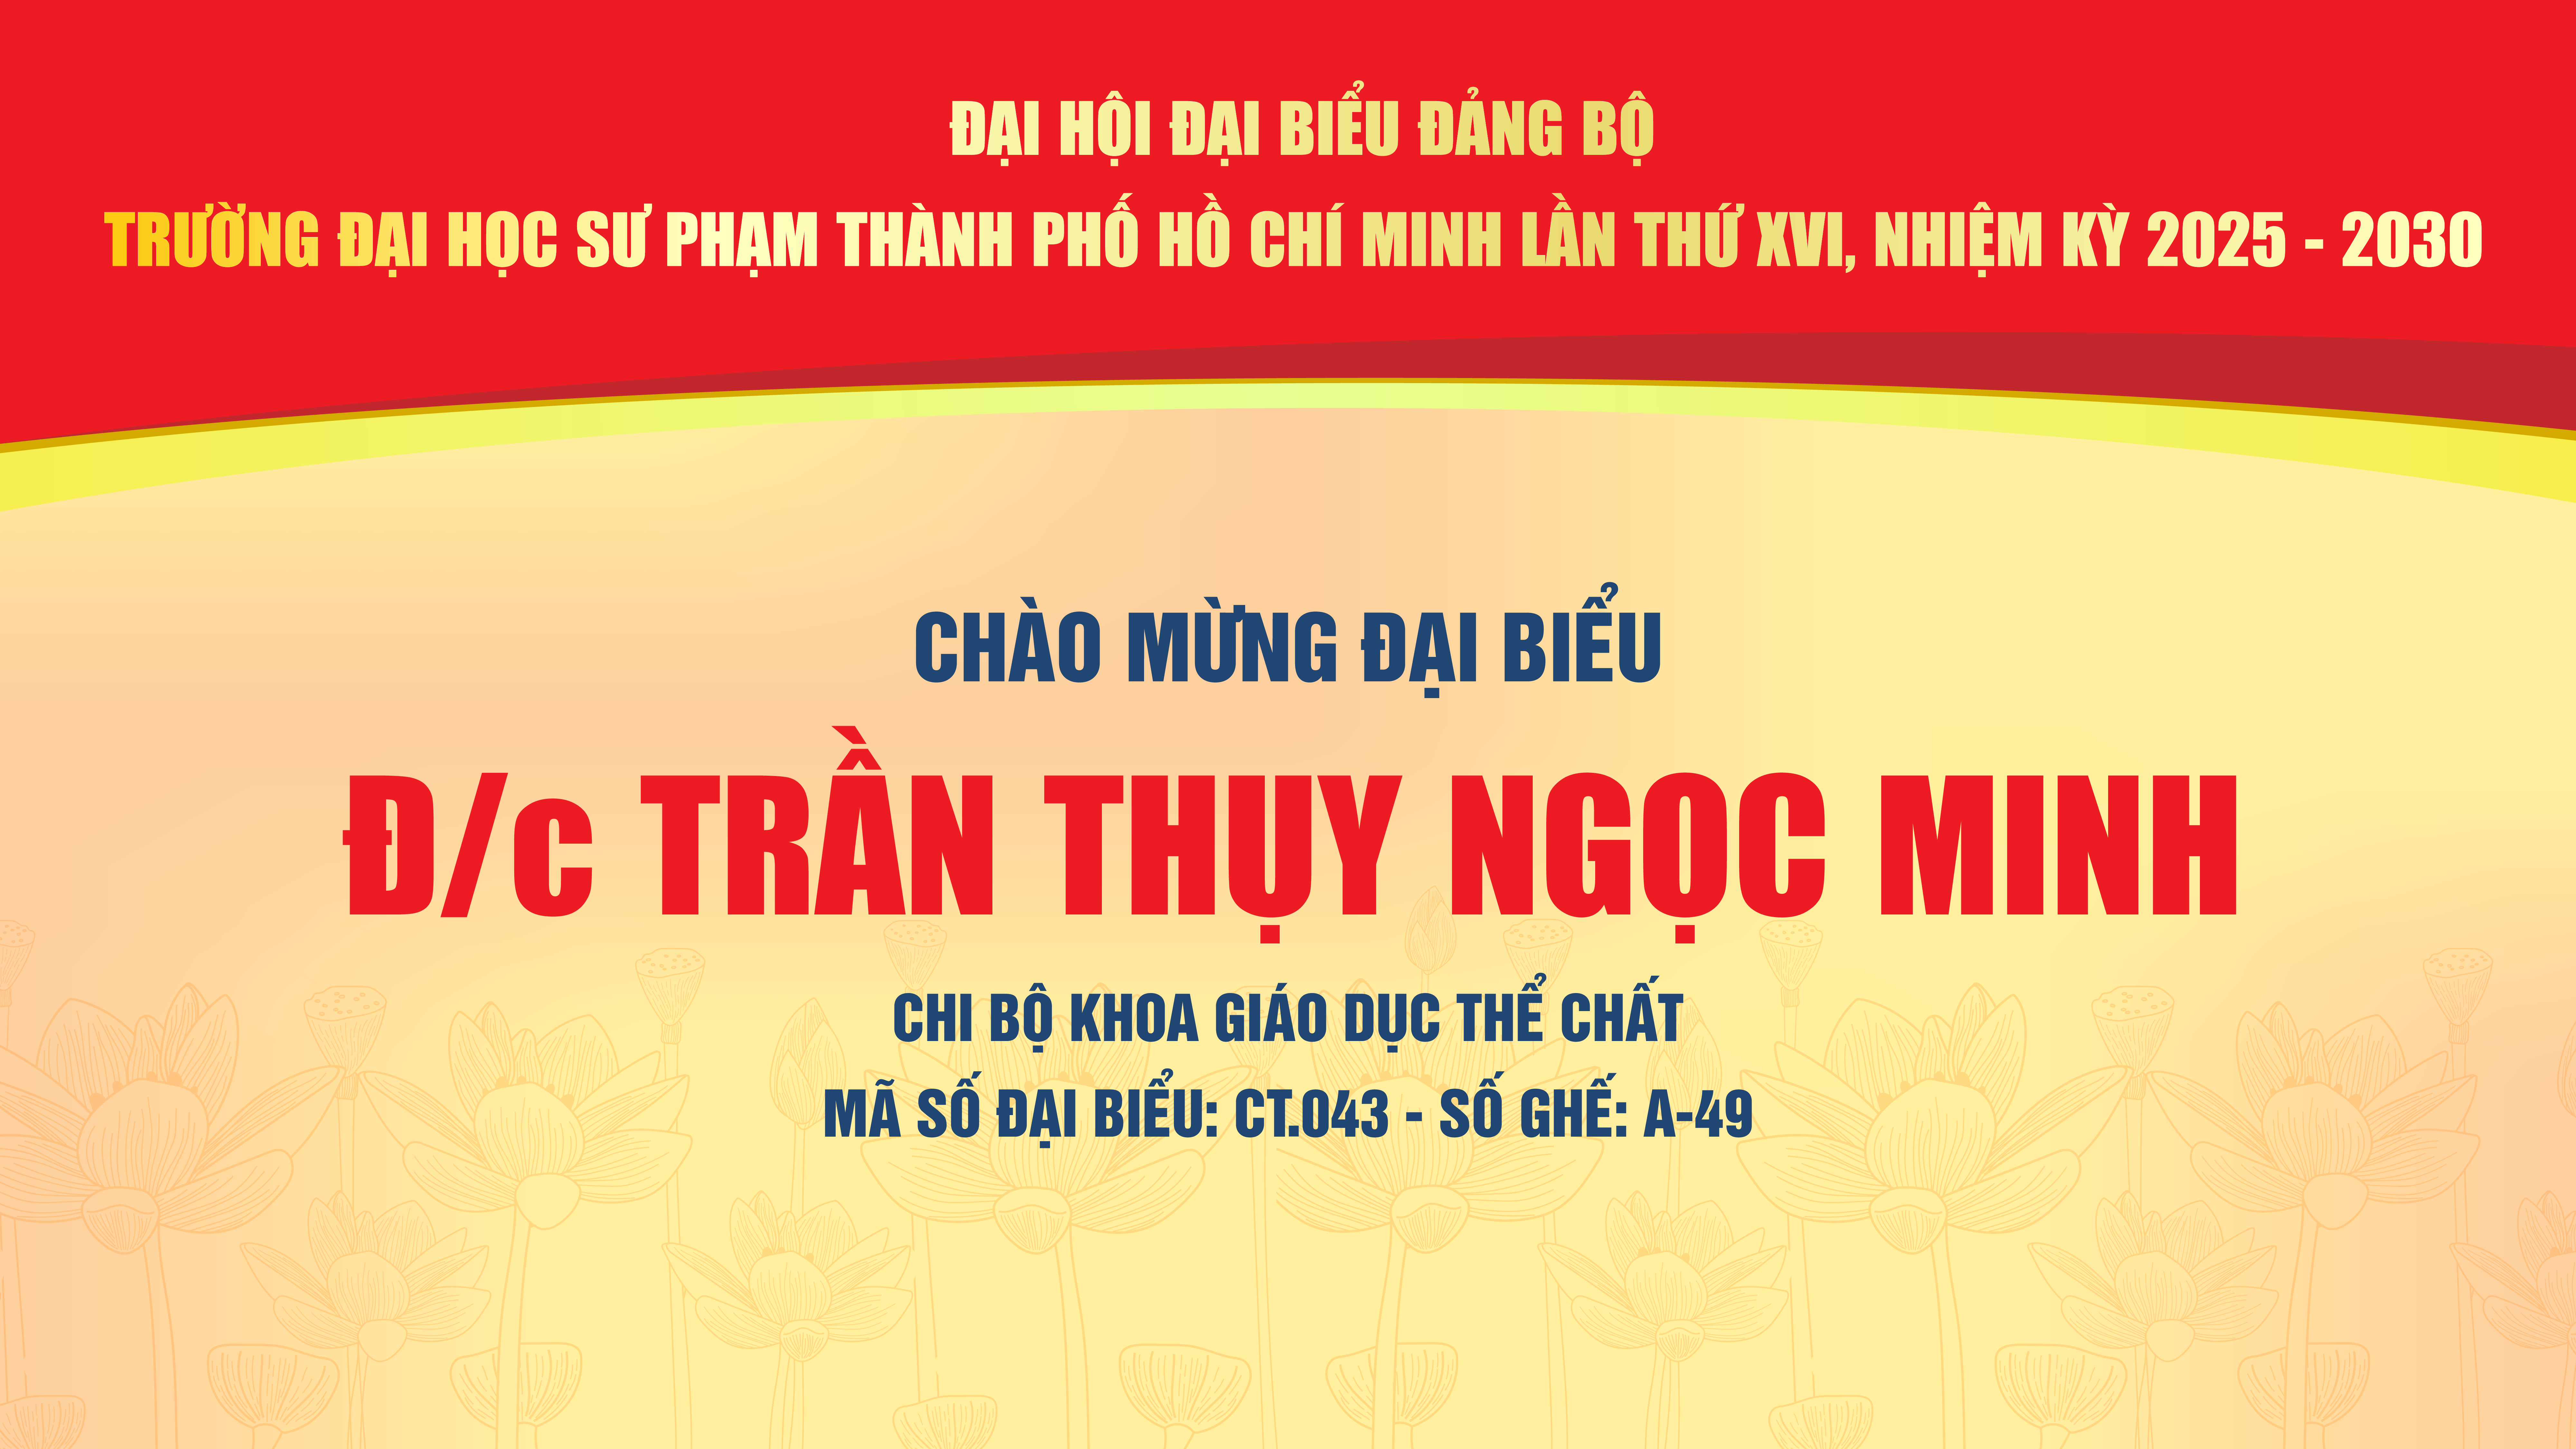 ĐẠI HỘI ĐẠI BIỂU ĐẢNG BỘ
TRƯỜNG ĐẠI HỌC SƯ PHẠM THÀNH PHỐ HỒ CHÍ MINH LẦN THỨ XVI, NHIỆM KỲ 2025 - 2030
CHÀO MỪNG ĐẠI BIỂU
Đ/c TRẦN THỤY NGỌC MINH
CHI BỘ KHOA GIÁO DỤC THỂ CHẤT
MÃ SỐ ĐẠI BIỂU: CT.043 - SỐ GHẾ: A-49